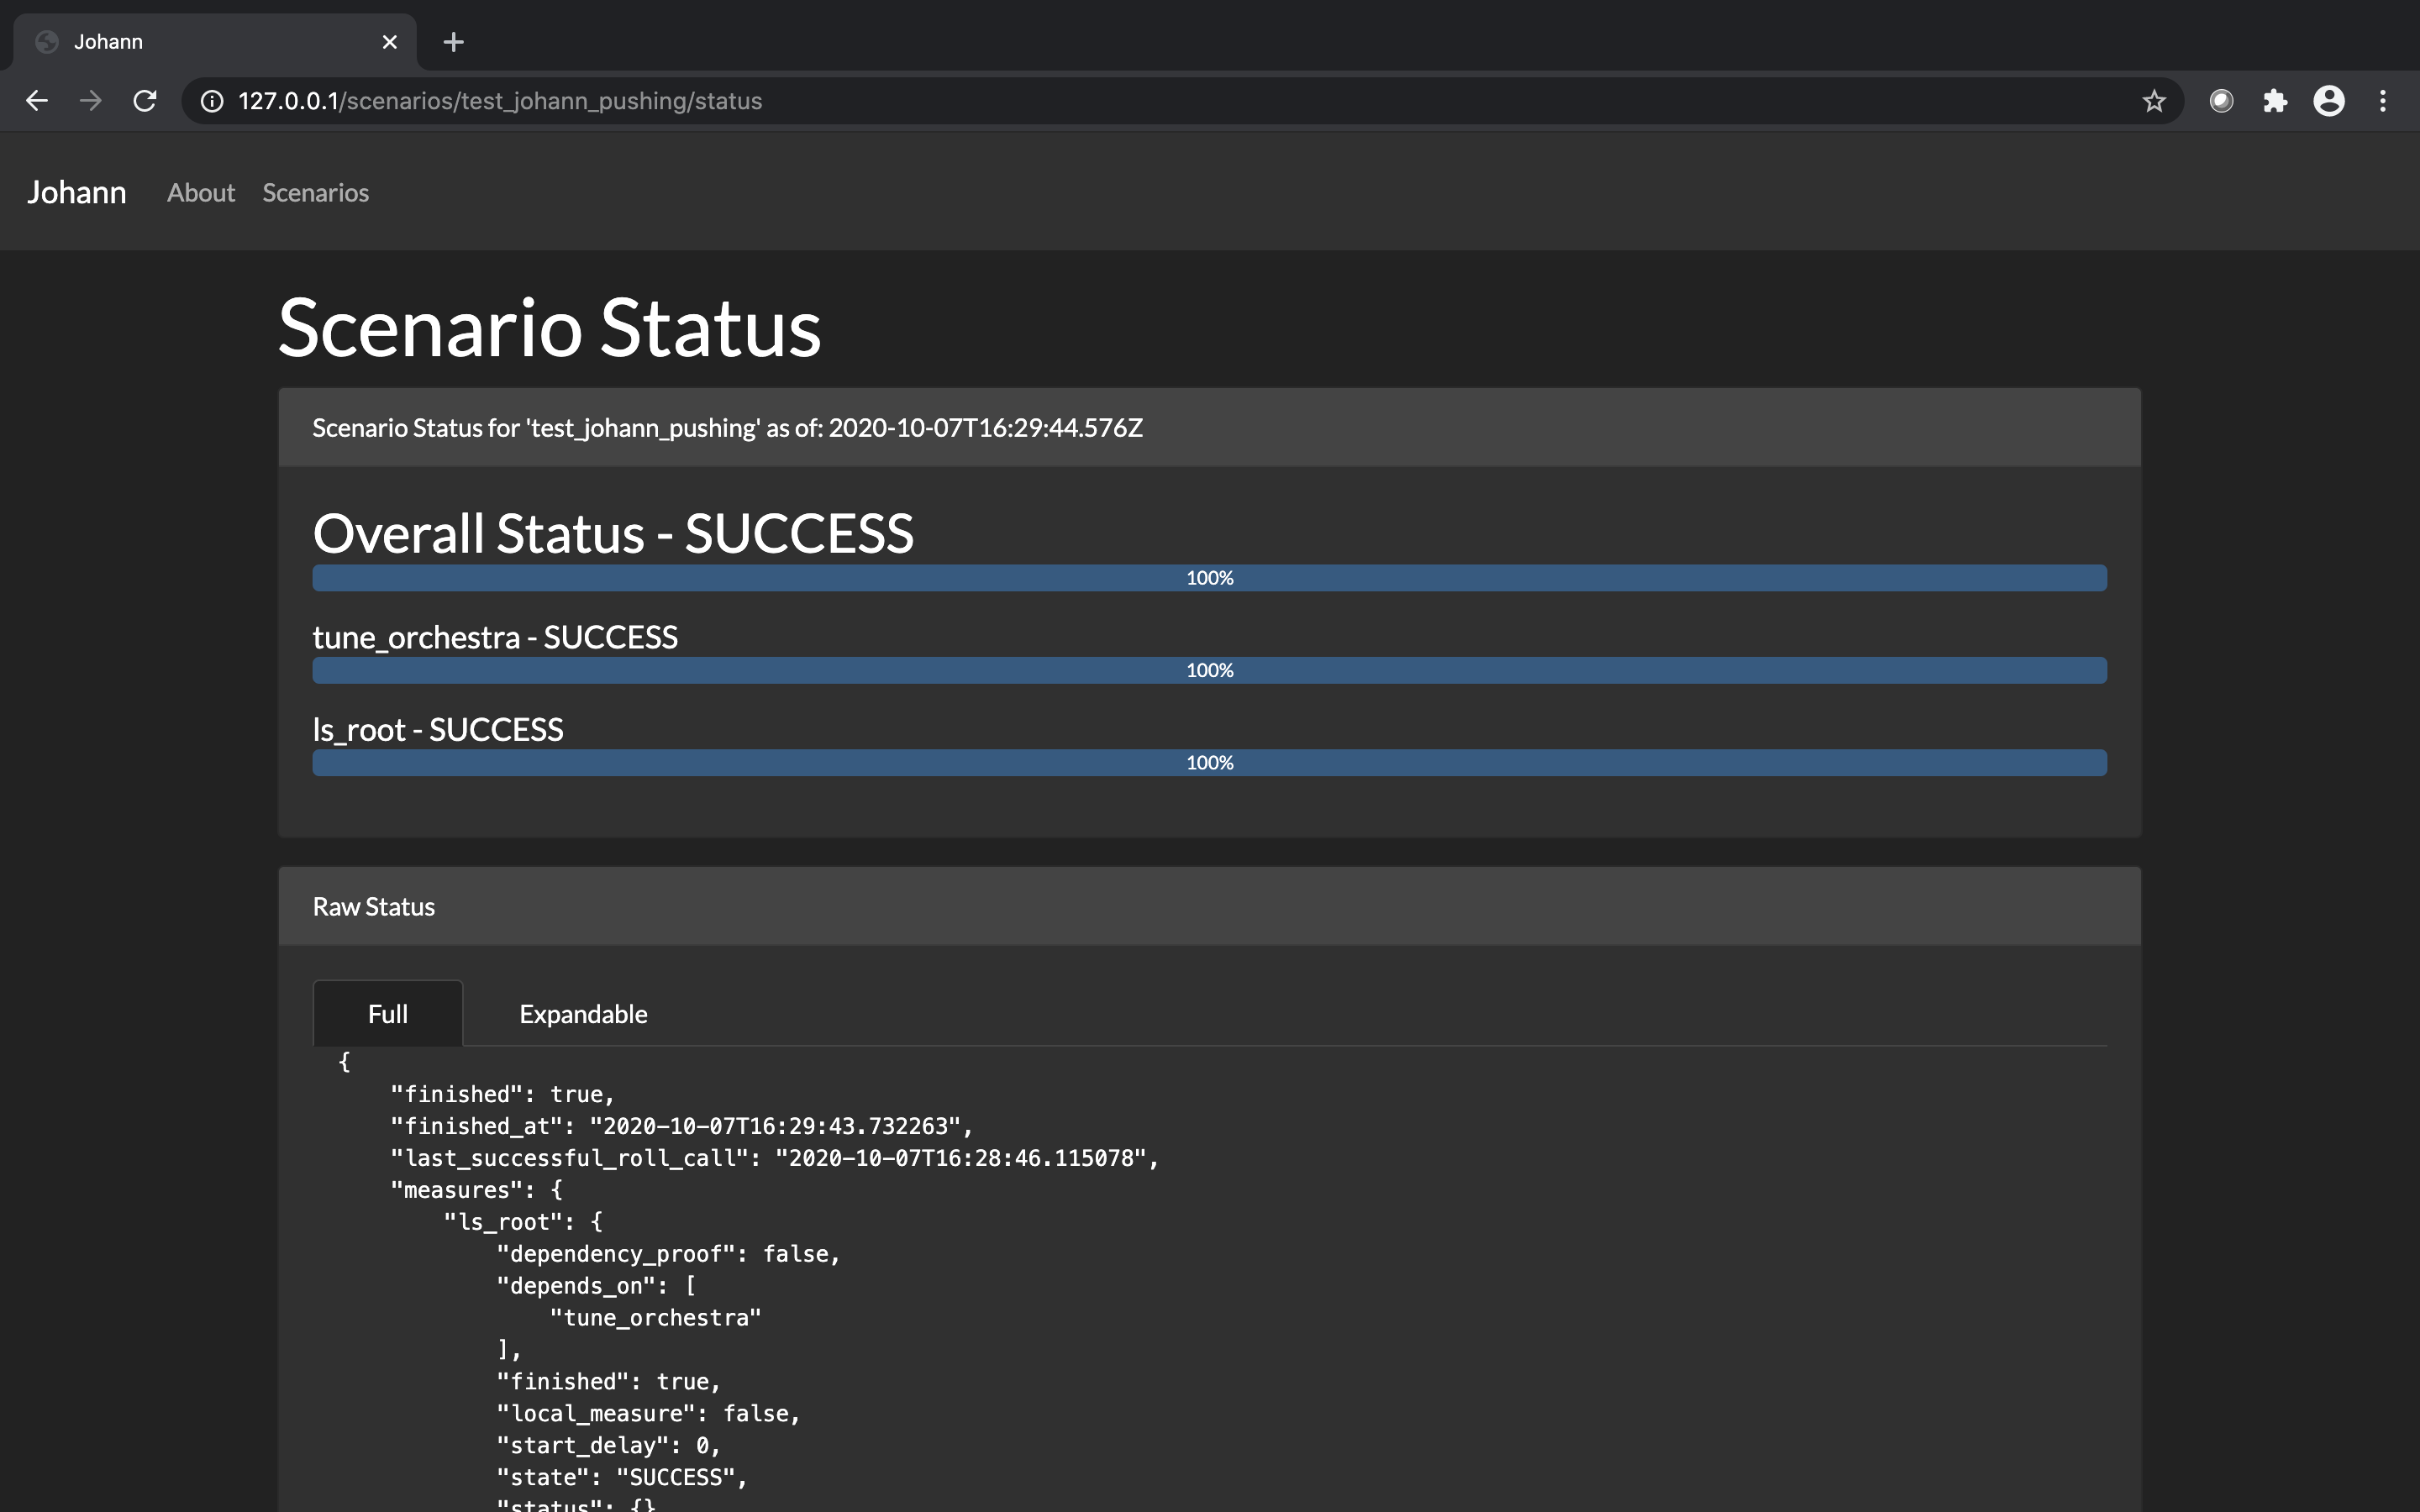 Johann
127.0.0.1/scenarios/test_johann_pushing/status
Johann About Scenarios
Scenario Status
Scenario Status for 'test_johann_pushing' as of: 2020-10-07T16:29:44.576Z
Overall Status - SUCCESS
100%
tune_orchestra - SUCCESS
100%
ls_root - SUCCESS
100%
Raw Status
Full Expandable
{
    "finished": true,
    "finished_at": "2020-10-07T16:29:43.732263",
    "last_successful_roll_call": "2020-10-07T16:28:46.115078",
    "measures": {
        "ls_root": {
            "dependency_proof": false,
            "depends_on": [
                "tune_orchestra"
            ],
            "finished": true,
            "local_measure": false,
            "start_delay": 0,
            "state": "SUCCESS",
            "status": {}